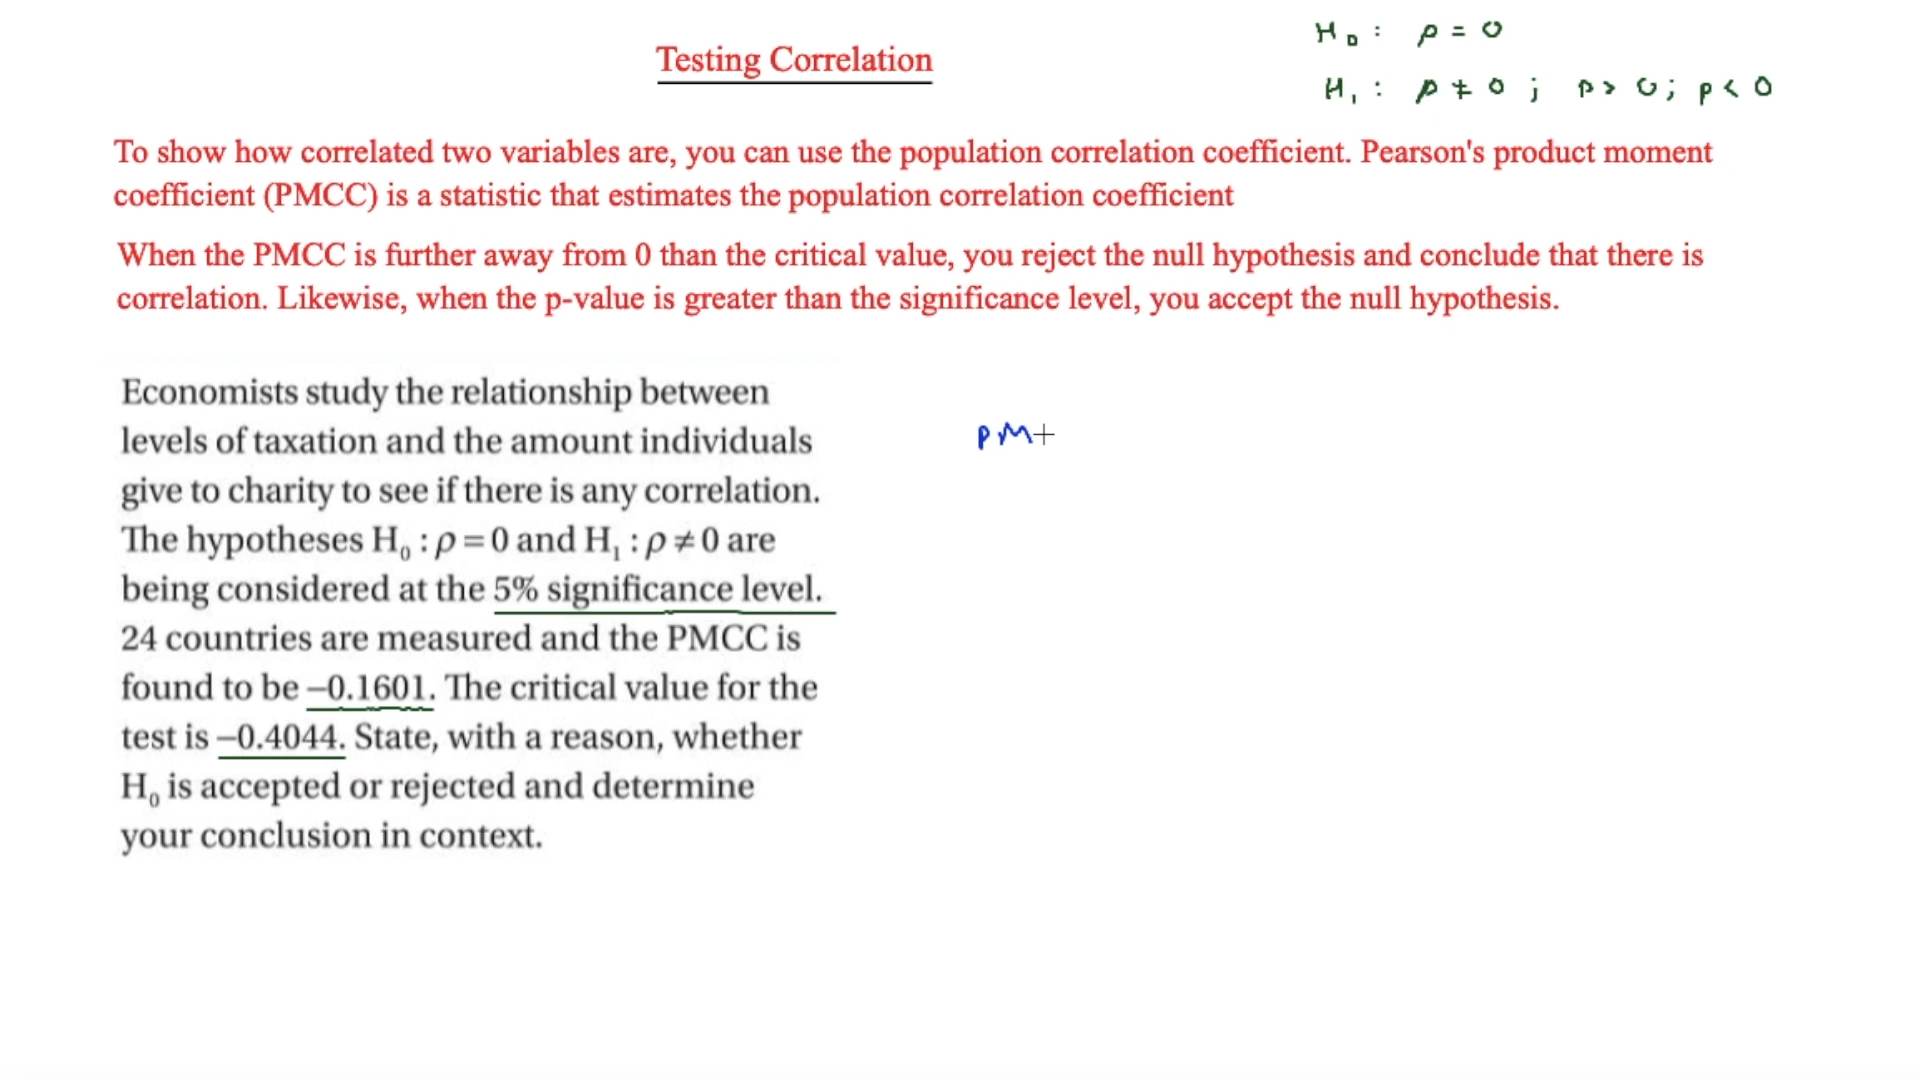 Testing Correlation
H₀ : ρ = 0
H₁ : ρ ≠ 0 ; ρ > 0 ; ρ < 0
To show how correlated two variables are, you can use the population correlation coefficient. Pearson's product moment
coefficient (PMCC) is a statistic that estimates the population correlation coefficient
When the PMCC is further away from 0 than the critical value, you reject the null hypothesis and conclude that there is
correlation. Likewise, when the p-value is greater than the significance level, you accept the null hypothesis.
Economists study the relationship between
levels of taxation and the amount individuals
give to charity to see if there is any correlation.
The hypotheses H₀ : ρ = 0 and H₁ : ρ ≠ 0 are
being considered at the 5% significance level.
24 countries are measured and the PMCC is
found to be −0.1601. The critical value for the
test is −0.4044. State, with a reason, whether
H₀ is accepted or rejected and determine
your conclusion in context.
PM